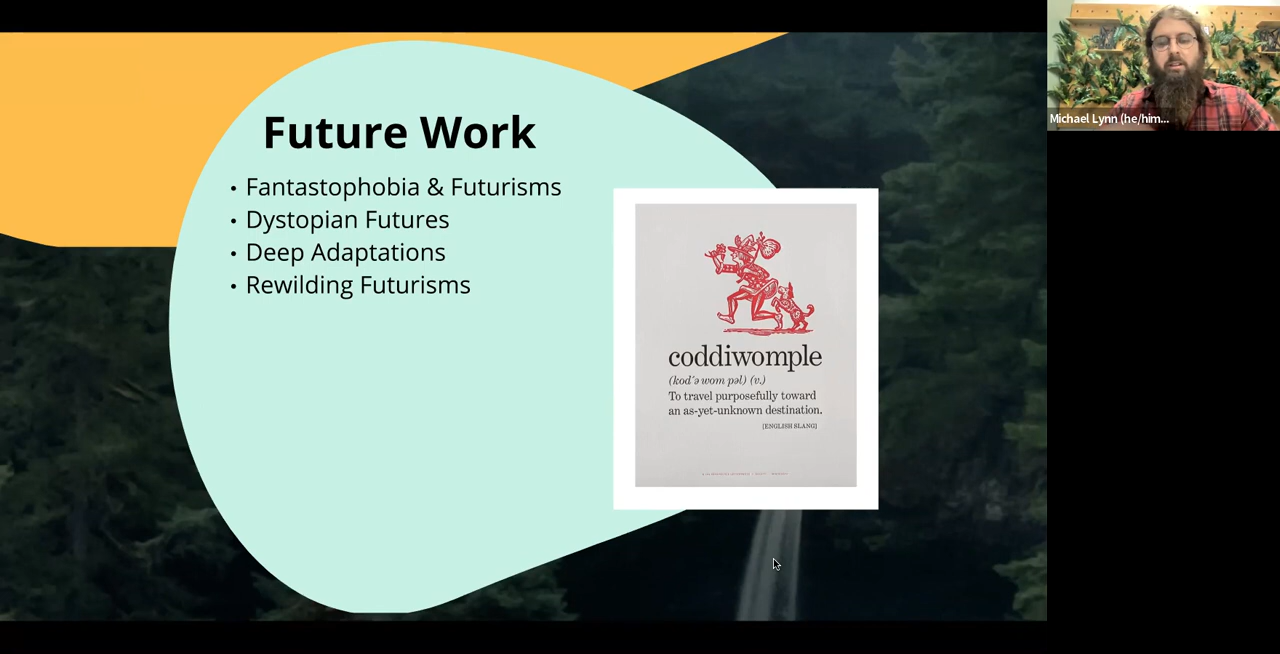 Future Work
• Fantastophobia & Futurisms
• Dystopian Futures
• Deep Adaptations
• Rewilding Futurisms
coddiwomple
(kod´ə wom pəl) (v.)
To travel purposefully toward
an as-yet-unknown destination.
[ENGLISH SLANG]
Michael Lynn (he/him...